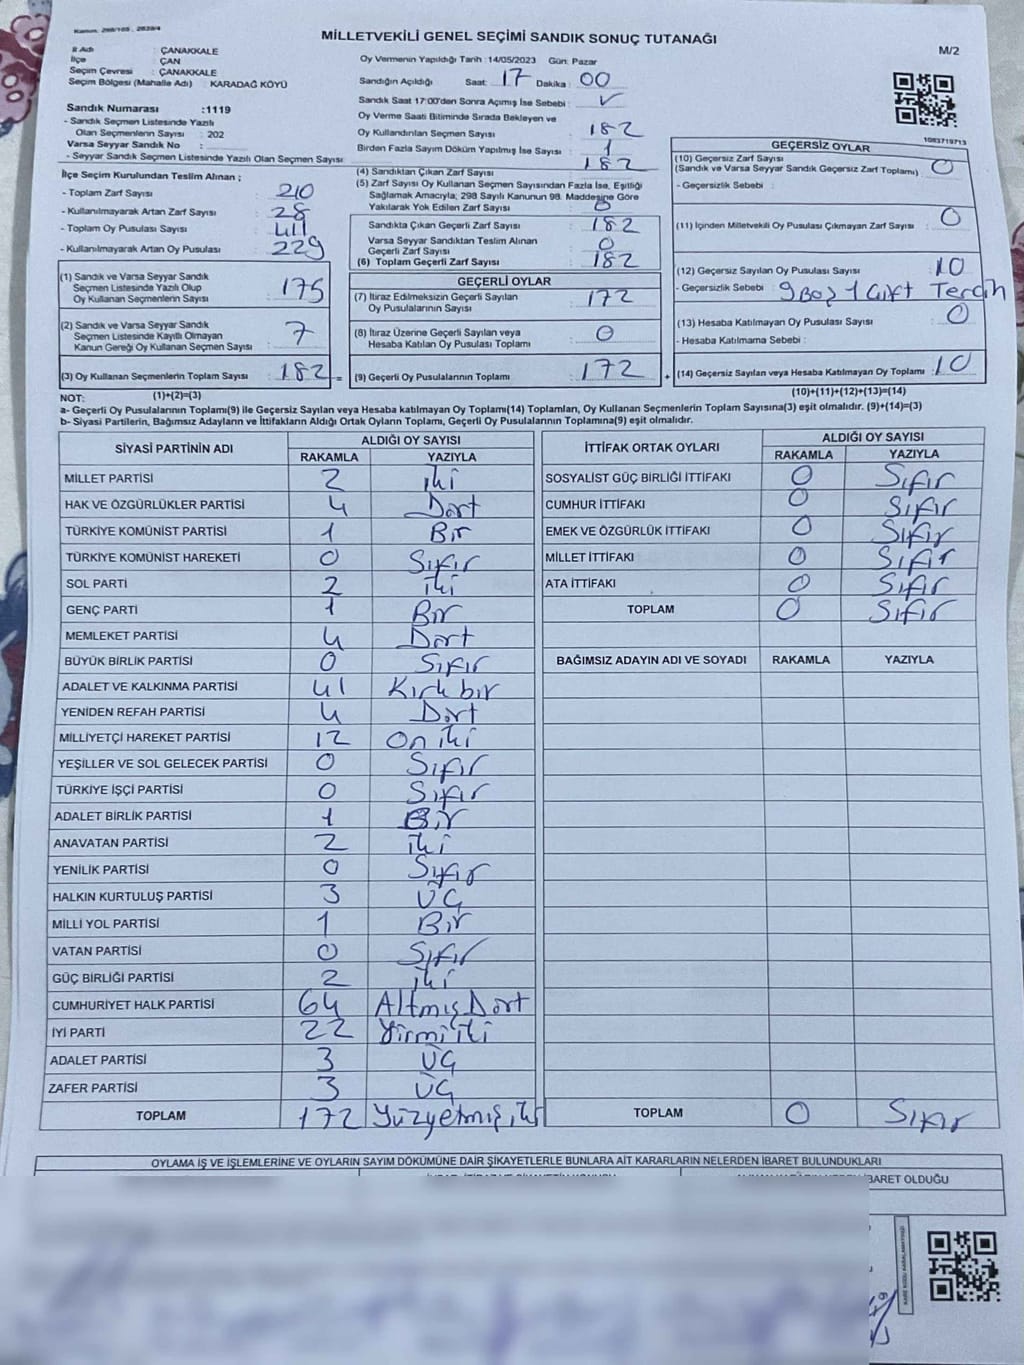 Kanun: 298/105 , 2839/4
MİLLETVEKİLİ GENEL SEÇİMİ SANDIK SONUÇ TUTANAĞI
M/2
İl Adı : ÇANAKKALE
İlçe : ÇAN
Seçim Çevresi : ÇANAKKALE
Seçim Bölgesi (Mahalle Adı) : KARADAĞ KÖYÜ
Sandık Numarası :1119
- Sandık Seçmen Listesinde Yazılı
Olan Seçmenlerin Sayısı : 202
Varsa Seyyar Sandık No :
- Seyyar Sandık Seçmen Listesinde Yazılı Olan Seçmen Sayısı:
İlçe Seçim Kurulundan Teslim Alınan ;
- Toplam Zarf Sayısı : 210
- Kullanılmayarak Artan Zarf Sayısı : 28
- Toplam Oy Pusulası Sayısı : 411
- Kullanılmayarak Artan Oy Pusulası : 229
(1) Sandık ve Varsa Seyyar Sandık
Seçmen Listesinde Yazılı Olup
Oy Kullanan Seçmenlerin Sayısı : 175
(2) Sandık ve Varsa Seyyar Sandık
Seçmen Listesinde Kayıtlı Olmayan
Kanun Gereği Oy Kullanan Seçmen Sayısı : 7
(3) Oy Kullanan Seçmenlerin Toplam Sayısı : 182 =
Oy Vermenin Yapıldığı Tarih :14/05/2023 Gün: Pazar
Sandığın Açıldığı Saat: 17 Dakika : 00
Sandık Saat 17:00'den Sonra Açımış İse Sebebi :
Oy Verme Saati Bitiminde Sırada Bekleyen ve
Oy Kullandırılan Seçmen Sayısı : 182
Birden Fazla Sayım Döküm Yapılmış İse Sayısı : 1
(4) Sandıktan Çıkan Zarf Sayısı : 182
(5) Zarf Sayısı Oy Kullanan Seçmen Sayısından Fazla İse, Eşitliği
Sağlamak Amacıyla; 298 Sayılı Kanunun 98. Maddesine Göre
Yakılarak Yok Edilen Zarf Sayısı : 0
Sandıkta Çıkan Geçerli Zarf Sayısı : 182
Varsa Seyyar Sandıktan Teslim Alınan
Geçerli Zarf Sayısı : 0
(6) Toplam Geçerli Zarf Sayısı : 182
GEÇERLİ OYLAR
(7) İtiraz Edilmeksizin Geçerli Sayılan
Oy Pusulalarının Sayısı : 172
(8) İtiraz Üzerine Geçerli Sayılan veya
Hesaba Katılan Oy Pusulası Toplamı : 0
(9) Geçerli Oy Pusulalarının Toplamı : 172 +
1083719713
GEÇERSİZ OYLAR
(10) Geçersiz Zarf Sayısı : 0
(Sandık ve Varsa Seyyar Sandık Geçersiz Zarf Toplamı)
- Geçersizlik Sebebi :
(11) İçinden Milletvekili Oy Pusulası Çıkmayan Zarf Sayısı : 0
(12) Geçersiz Sayılan Oy Pusulası Sayısı : 10
- Geçersizlik Sebebi : 9 Boş 1 Çift Tercih
(13) Hesaba Katılmayan Oy Pusulası Sayısı : 0
- Hesaba Katılmama Sebebi :
(14) Geçersiz Sayılan veya Hesaba Katılmayan Oy Toplamı : 10
NOT: (1)+(2)=(3) (10)+(11)+(12)+(13)=(14)
a- Geçerli Oy Pusulalarının Toplamı(9) ile Geçersiz Sayılan veya Hesaba katılmayan Oy Toplamı(14) Toplamları, Oy Kullanan Seçmenlerin Toplam Sayısına(3) eşit olmalıdır. (9)+(14)=(3)
b- Siyasi Partilerin, Bağımsız Adayların ve İttifakların Aldığı Ortak Oyların Toplamı, Geçerli Oy Pusulalarının Toplamına(9) eşit olmalıdır.
SİYASİ PARTİNİN ADI ALDIĞI OY SAYISI
RAKAMLA YAZIYLA
MİLLET PARTİSİ 2 iki
HAK VE ÖZGÜRLÜKLER PARTİSİ 4 Dört
TÜRKİYE KOMÜNİST PARTİSİ 1 Bir
TÜRKİYE KOMÜNİST HAREKETİ 0 Sıfır
SOL PARTİ 2 iki
GENÇ PARTİ 1 Bir
MEMLEKET PARTİSİ 4 Dört
BÜYÜK BİRLİK PARTİSİ 0 Sıfır
ADALET VE KALKINMA PARTİSİ 41 Kırk bir
YENİDEN REFAH PARTİSİ 4 Dört
MİLLİYETÇİ HAREKET PARTİSİ 12 On iki
YEŞİLLER VE SOL GELECEK PARTİSİ 0 Sıfır
TÜRKİYE İŞÇİ PARTİSİ 0 Sıfır
ADALET BİRLİK PARTİSİ 1 Bir
ANAVATAN PARTİSİ 2 iki
YENİLİK PARTİSİ 0 Sıfır
HALKIN KURTULUŞ PARTİSİ 3 ÜÇ
MİLLİ YOL PARTİSİ 1 Bir
VATAN PARTİSİ 0 Sıfır
GÜÇ BİRLİĞİ PARTİSİ 2 iki
CUMHURİYET HALK PARTİSİ 64 Altmış Dört
İYİ PARTİ 22 Yirmi iki
ADALET PARTİSİ 3 ÜÇ
ZAFER PARTİSİ 3 ÜÇ
TOPLAM 172 Yüzyetmiş iki
İTTİFAK ORTAK OYLARI ALDIĞI OY SAYISI
RAKAMLA YAZIYLA
SOSYALİST GÜÇ BİRLİĞİ İTTİFAKI 0 Sıfır
CUMHUR İTTİFAKI 0 Sıfır
EMEK VE ÖZGÜRLÜK İTTİFAKI 0 Sıfır
MİLLET İTTİFAKI 0 Sıfır
ATA İTTİFAKI 0 Sıfır
TOPLAM 0 Sıfır
BAĞIMSIZ ADAYIN ADI VE SOYADI RAKAMLA YAZIYLA
TOPLAM 0 Sıfır
OYLAMA İŞ VE İŞLEMLERİNE VE OYLARIN SAYIM DÖKÜMÜNE DAİR ŞİKAYETLERLE BUNLARA AİT KARARLARIN NELERDEN İBARET BULUNDUKLARI
İBARET OLDUĞU